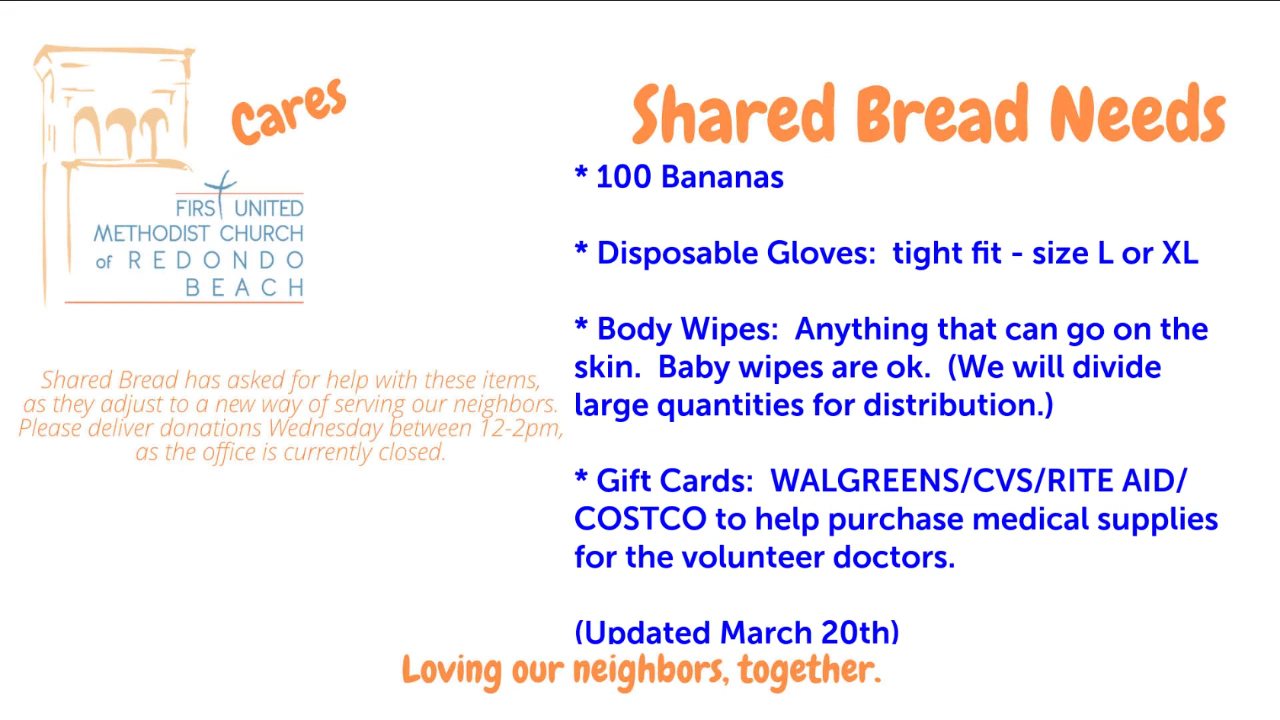 Cares
FIRST UNITED
METHODIST CHURCH
of REDONDO
BEACH
Shared Bread has asked for help with these items,
as they adjust to a new way of serving our neighbors.
Please deliver donations Wednesday between 12-2pm,
as the office is currently closed.
Shared Bread Needs
* 100 Bananas
* Disposable Gloves:  tight fit - size L or XL
* Body Wipes:  Anything that can go on the
skin.  Baby wipes are ok.  (We will divide
large quantities for distribution.)
* Gift Cards:  WALGREENS/CVS/RITE AID/
COSTCO to help purchase medical supplies
for the volunteer doctors.
(Updated March 20th)
Loving our neighbors, together.